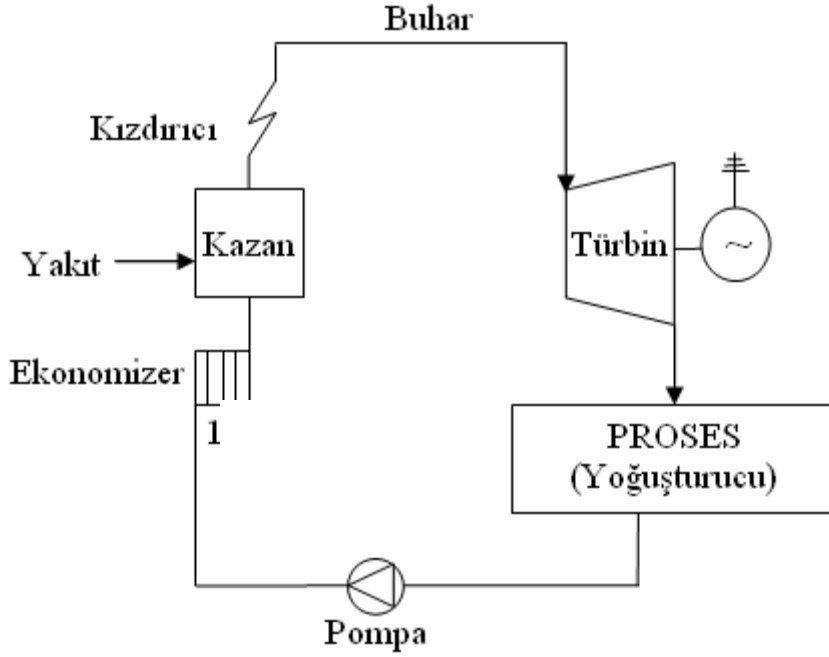 Buhar
Kızdırıcı
Kazan
Türbin
~
Yakıt
Ekonomizer
1
PROSES
(Yoğuşturucu)
Pompa